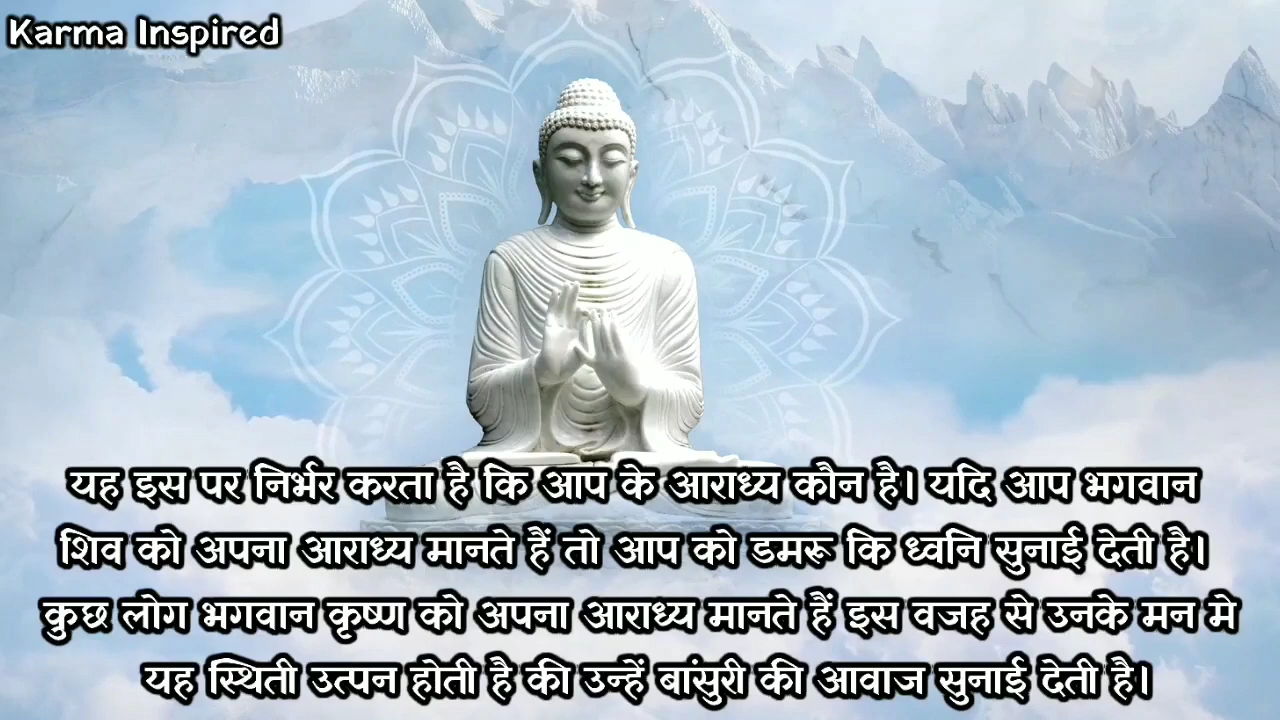 Karma Inspired
यह इस पर निर्भर करता है कि आप के आराध्य कौन है। यदि आप भगवान
शिव को अपना आराध्य मानते हैं तो आप को डमरू कि ध्वनि सुनाई देती है।
कुछ लोग भगवान कृष्ण को अपना आराध्य मानते हैं इस वजह से उनके मन मे
यह स्थिती उत्पन होती है की उन्हें बांसुरी की आवाज सुनाई देती है।